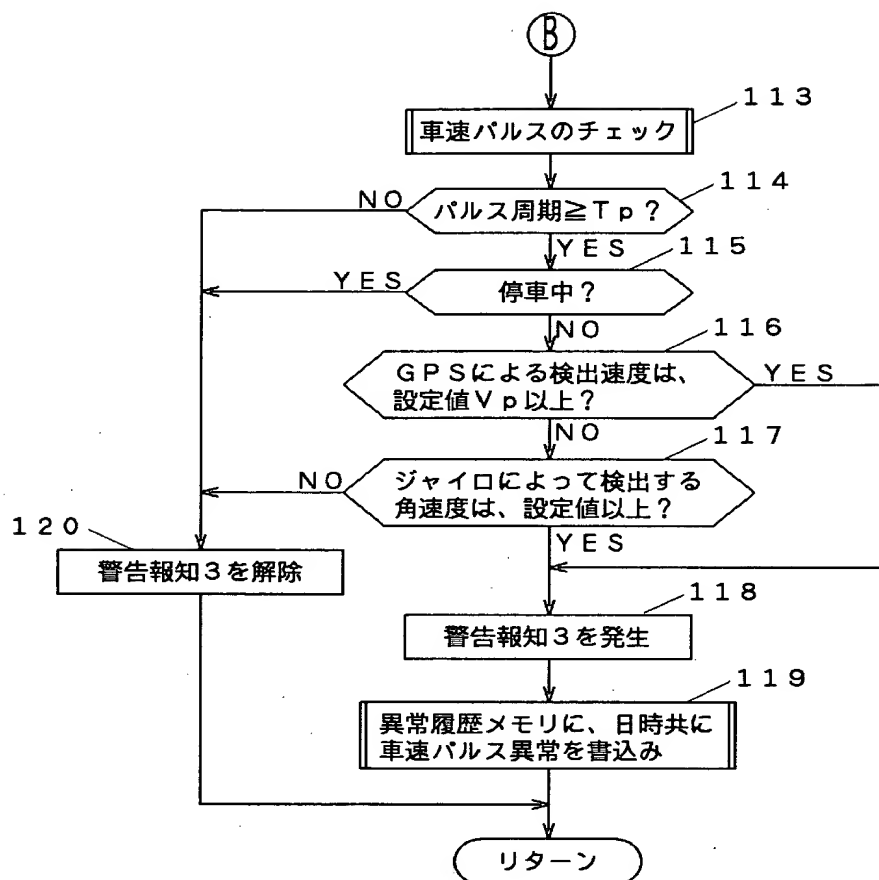 B
113
車速パルスのチェック
114
NO
パルス周期≧Tp?
YES
115
YES
停車中?
NO
116
GPSによる検出速度は、
設定値Vp以上?
YES
NO
117
NO
ジャイロによって検出する
角速度は、設定値以上?
YES
120
警告報知3を解除
118
警告報知3を発生
119
異常履歴メモリに、日時共に
車速パルス異常を書込み
リターン